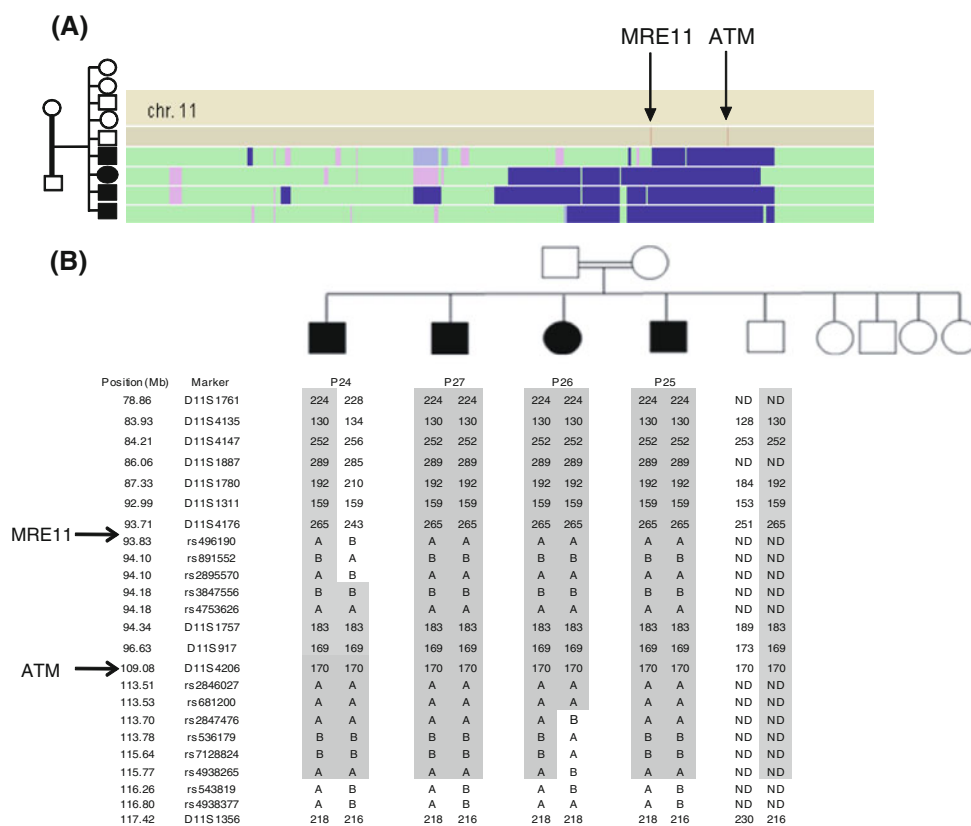 (A)
MRE11 ATM
chr. 11
(B)
Position (Mb) Marker P24 P27 P26 P25
78.86 D11S1761 224 228 224 224 224 224 224 224 ND ND
83.93 D11S4135 130 134 130 130 130 130 130 130 128 130
84.21 D11S4147 252 256 252 252 252 252 252 252 253 252
86.06 D11S1887 289 285 289 289 289 289 289 289 ND ND
87.33 D11S1780 192 210 192 192 192 192 192 192 184 192
92.99 D11S1311 159 159 159 159 159 159 159 159 153 159
93.71 D11S4176 265 243 265 265 265 265 265 265 251 265
MRE11
93.83 rs496190 A B A A A A A A ND ND
94.10 rs891552 B A B B B B B B ND ND
94.10 rs2895570 A B A A A A A A ND ND
94.18 rs3847556 B B B B B B B B ND ND
94.18 rs4753626 A A A A A A A A ND ND
94.34 D11S1757 183 183 183 183 183 183 183 183 189 183
96.63 D11S917 169 169 169 169 169 169 169 169 173 169
ATM 109.08 D11S4206 170 170 170 170 170 170 170 170 170 170
113.51 rs2846027 A A A A A A A A ND ND
113.53 rs681200 A A A A A A A A ND ND
113.70 rs2847476 A A A A A B A A ND ND
113.78 rs536179 B B B B B A B B ND ND
115.64 rs7128824 B B B B B A B B ND ND
115.77 rs4938265 A A A A A B A A ND ND
116.26 rs543819 A B A B A B A B ND ND
116.80 rs4938377 A B A B A A A B ND ND
117.42 D11S1356 218 216 218 216 218 218 218 216 230 216